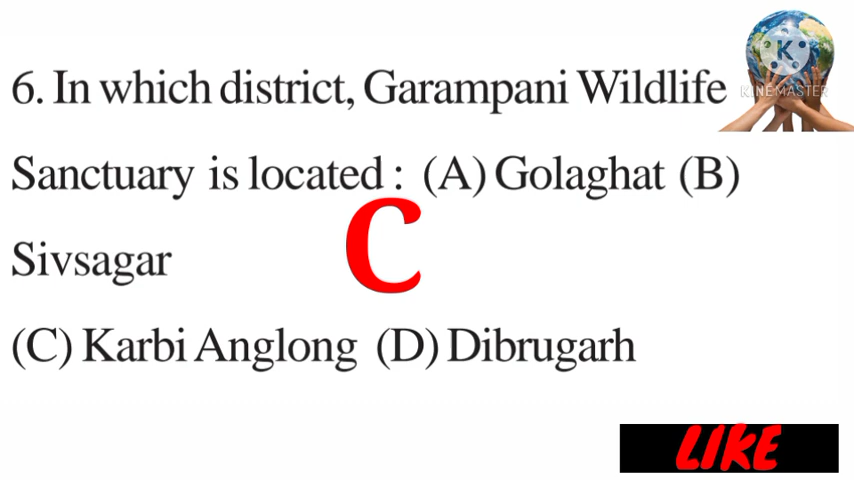 6. In which district, Garampani Wildlife
K
KINEMASTER
Sanctuary is located : (A) Golaghat (B)
C
Sivsagar
(C) Karbi Anglong (D) Dibrugarh
LIKE